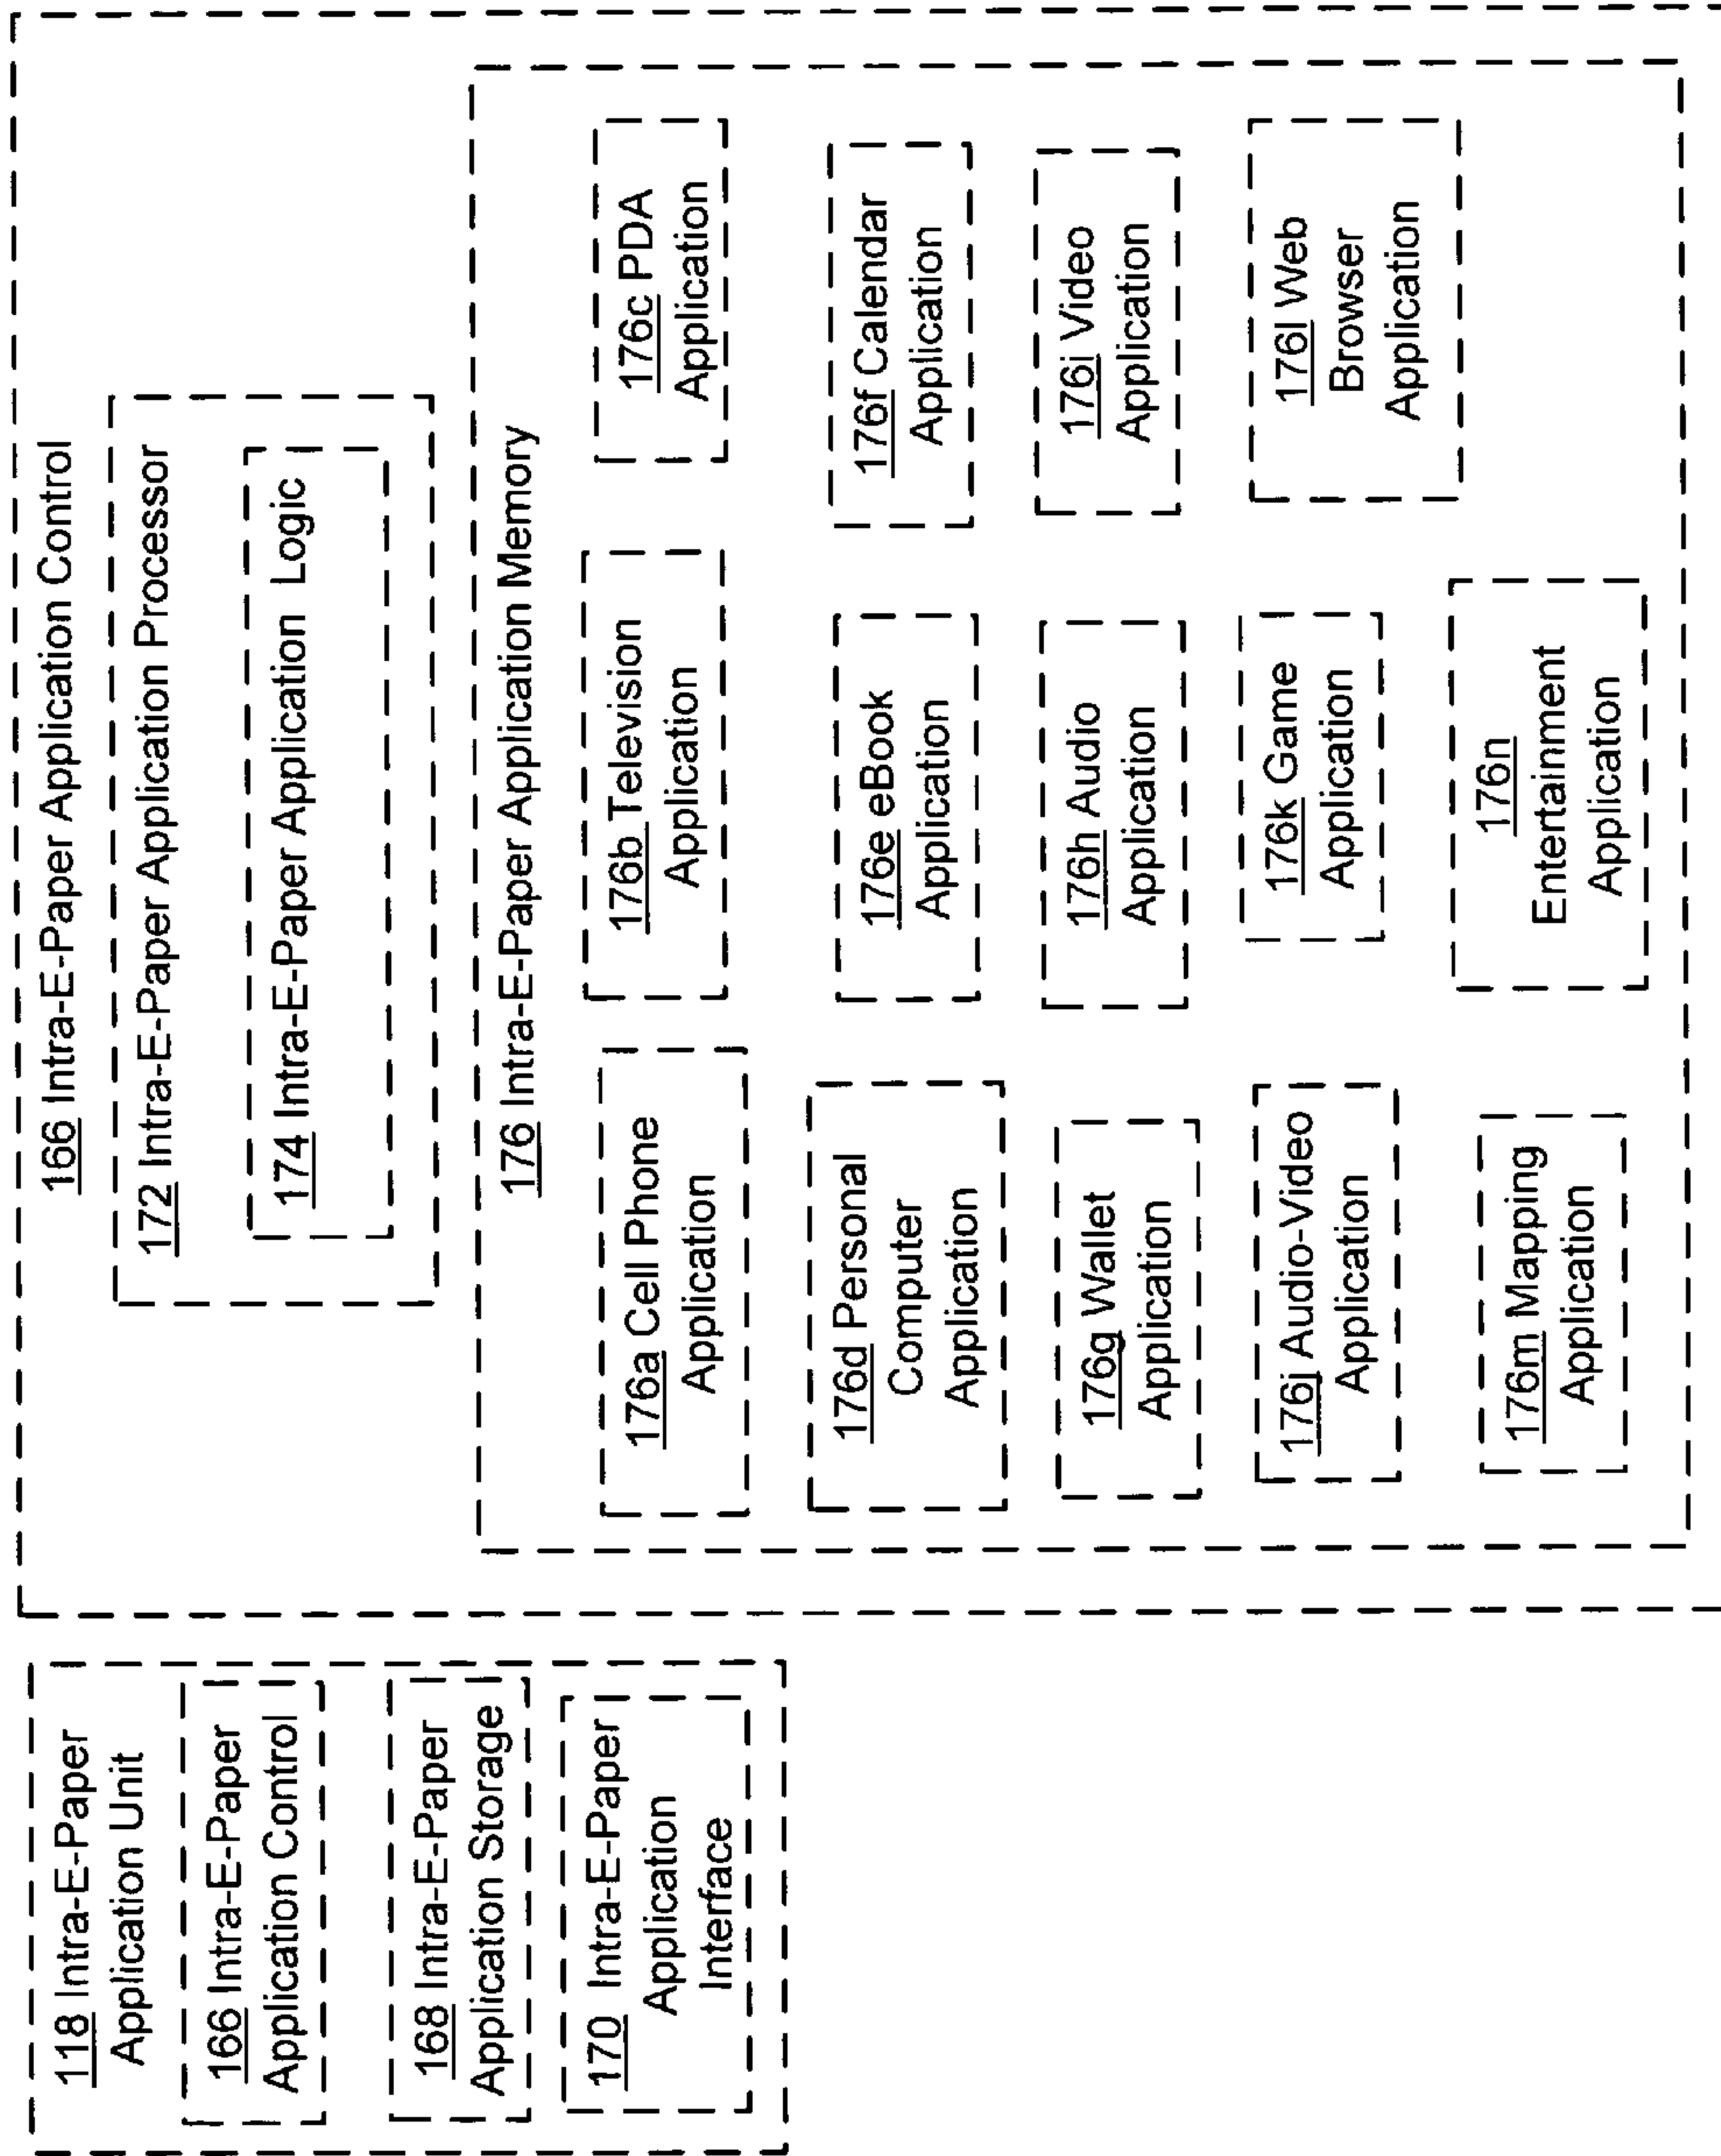 118 Intra-E-Paper
Application Unit
166 Intra-E-Paper
Application Control
168 Intra-E-Paper
Application Storage
170 Intra-E-Paper
Application
Interface
166 Intra-E-Paper Application Control
172 Intra-E-Paper Application Processor
174 Intra-E-Paper Application Logic
176 Intra-E-Paper Application Memory
176a Cell Phone
Application
176b Television
Application
176c PDA
Application
176d Personal
Computer
Application
176e eBook
Application
176f Calendar
Application
176g Wallet
Application
176h Audio
Application
176i Video
Application
176j Audio-Video
Application
176k Game
Application
176l Web
Browser
Application
176m Mapping
Application
176n
Entertainment
Application